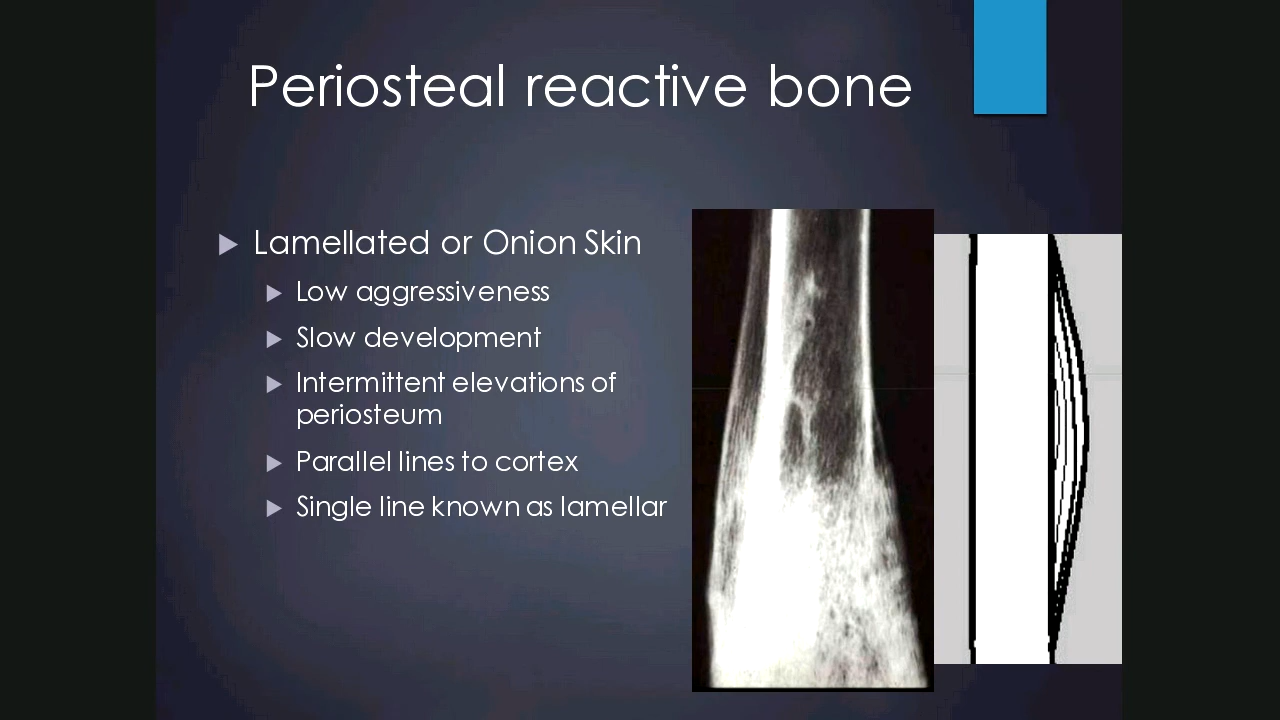 Periosteal reactive bone
Lamellated or Onion Skin
Low aggressiveness
Slow development
Intermittent elevations of
periosteum
Parallel lines to cortex
Single line known as lamellar